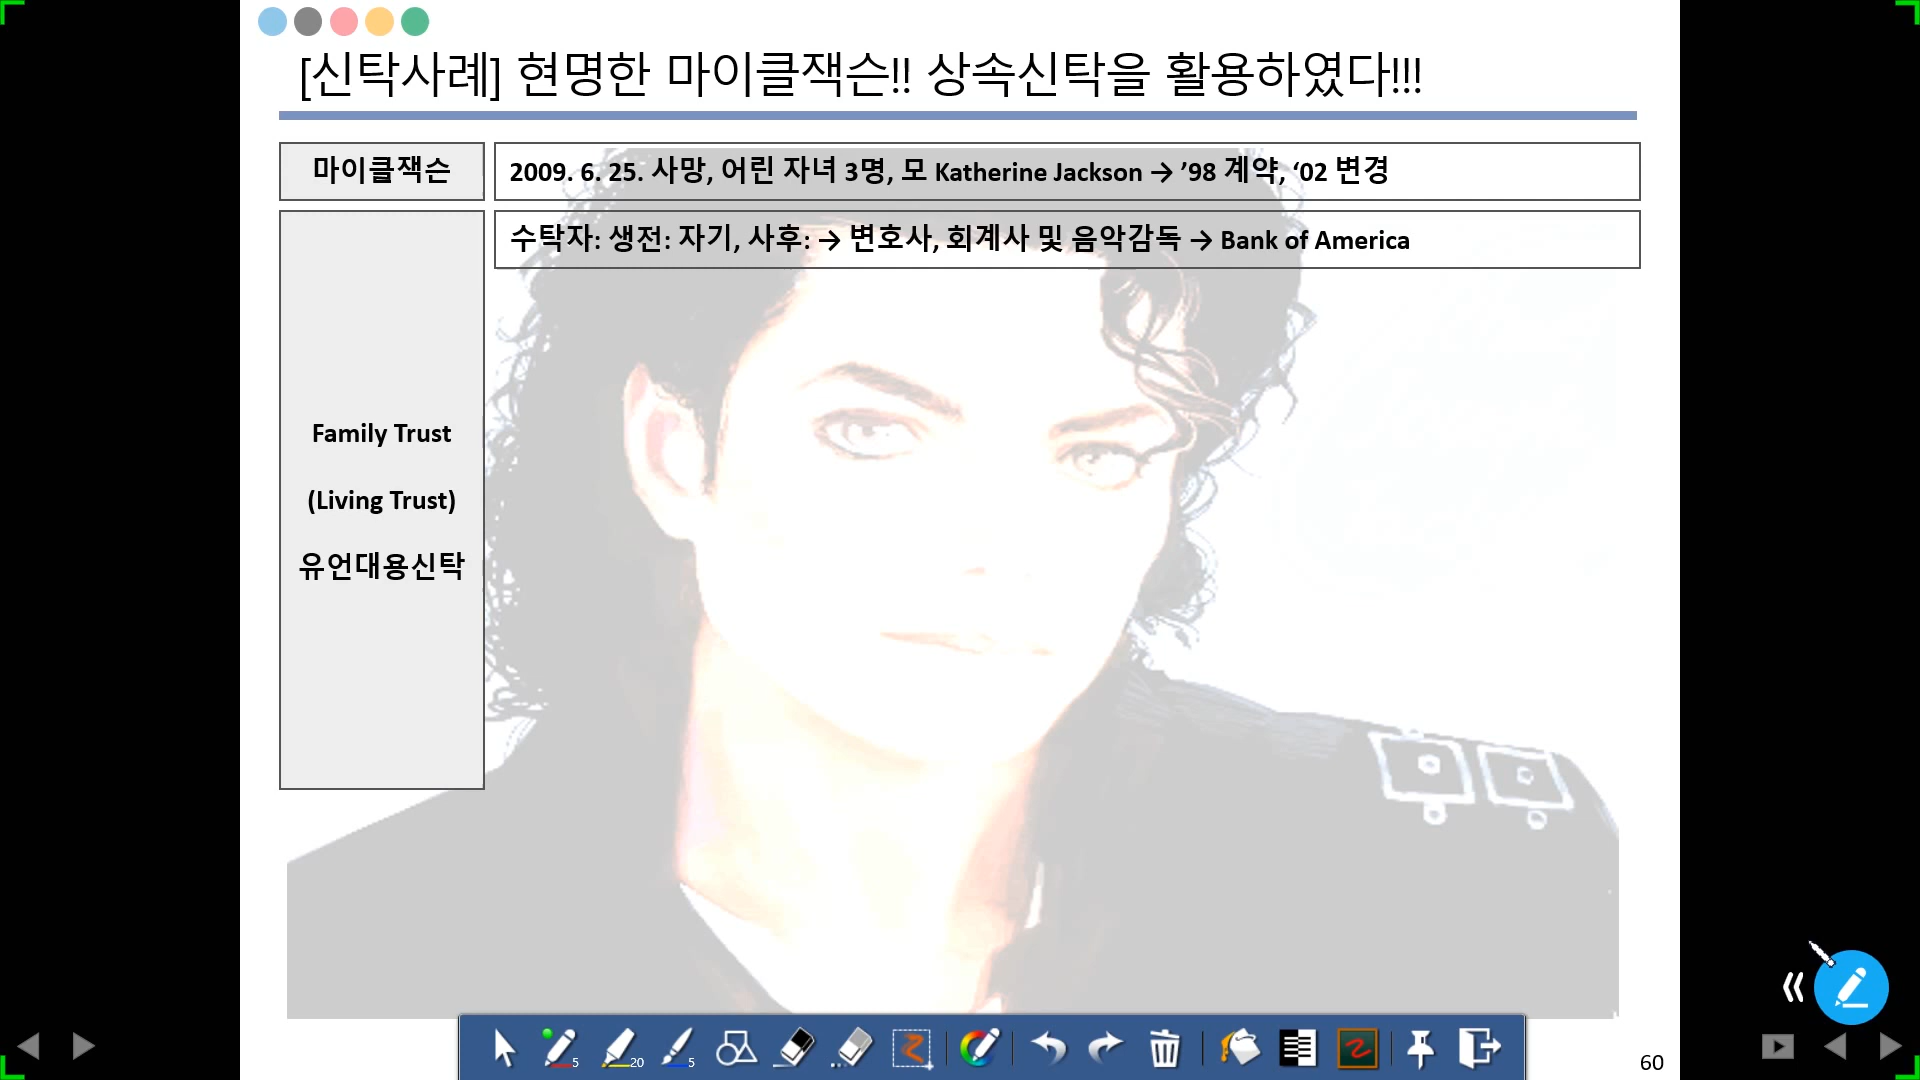 [신탁사례] 현명한 마이클잭슨!! 상속신탁을 활용하였다!!!
마이클잭슨
2009. 6. 25. 사망, 어린 자녀 3명, 모 Katherine Jackson → ’98 계약, ‘02 변경
수탁자: 생전: 자기, 사후: → 변호사, 회계사 및 음악감독 → Bank of America
Family Trust
(Living Trust)
유언대용신탁
5
20
5
60